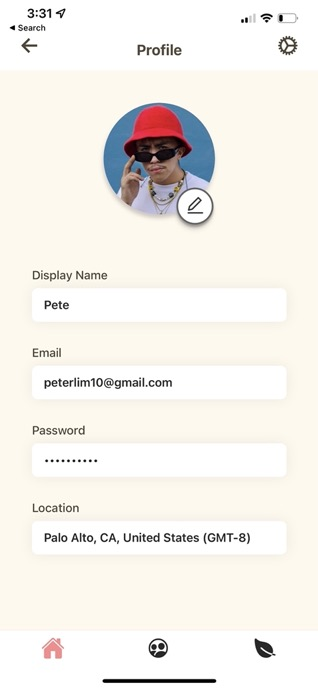 3:31
◀ Search
Profile
Display Name
Pete
Email
peterlim10@gmail.com
Password
••••••••••
Location
Palo Alto, CA, United States (GMT-8)